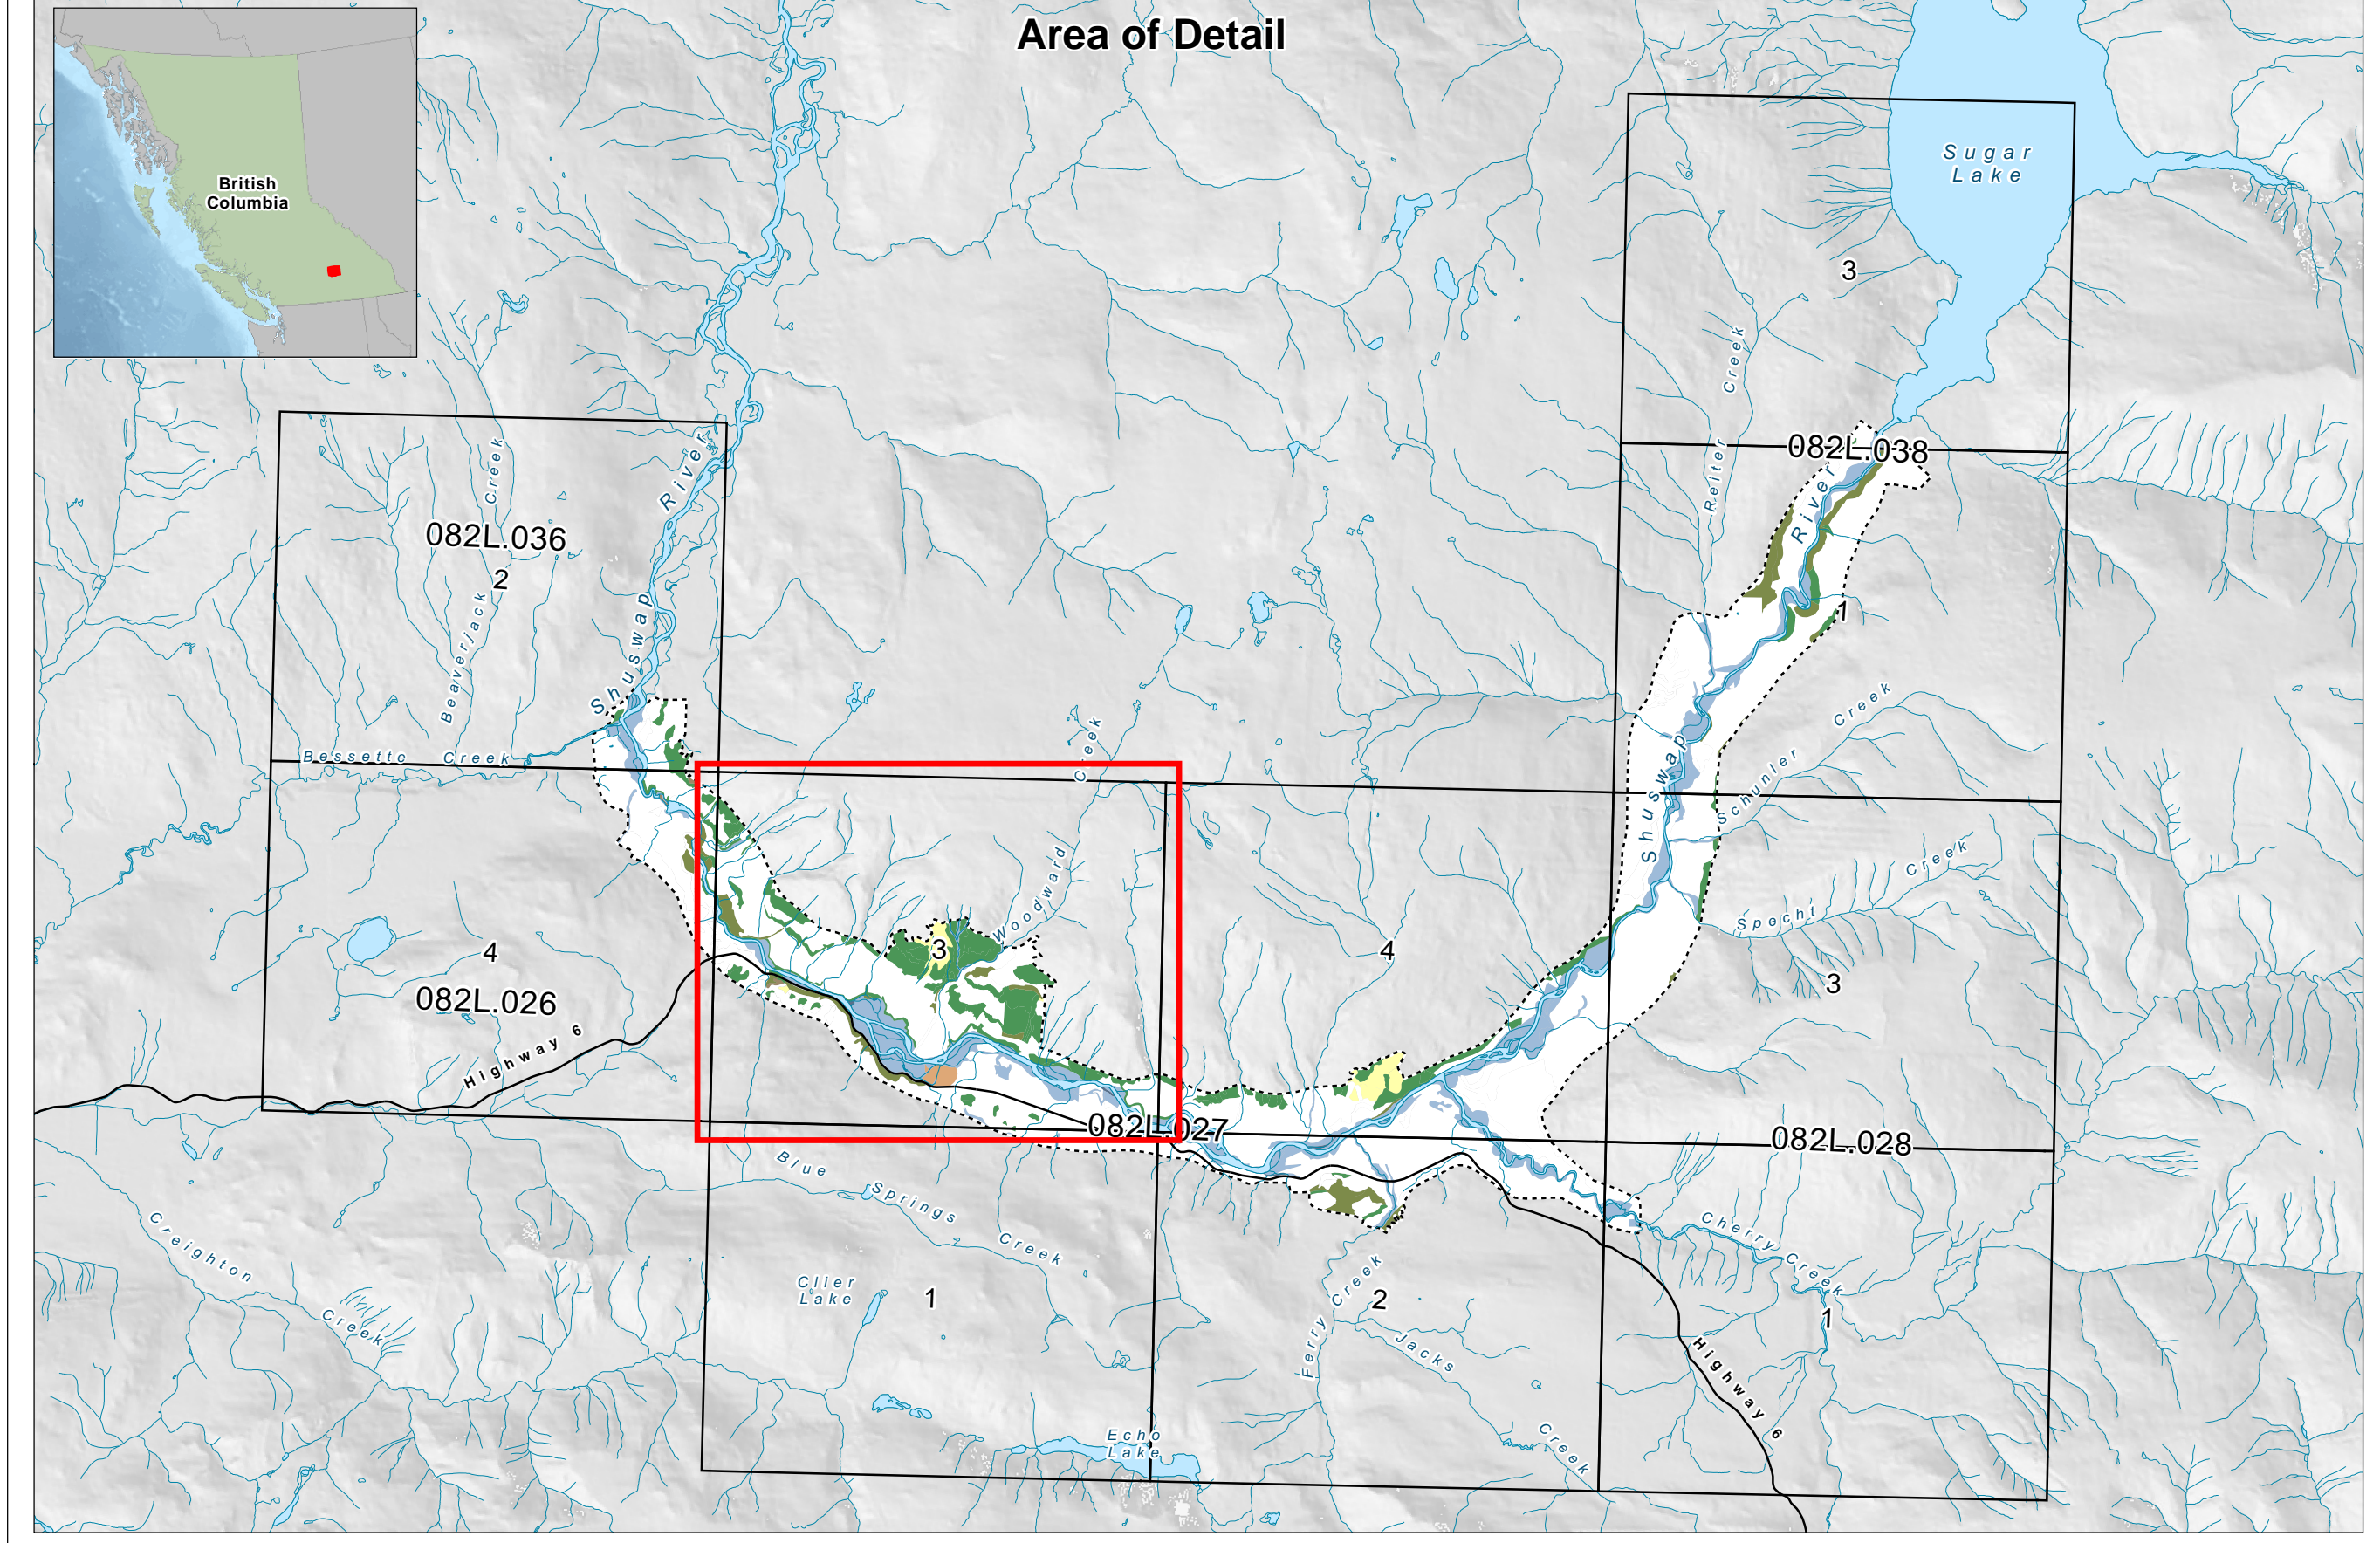 Area of Detail
British
Columbia
Sugar
Lake
3
Reiter Creek
082L.038
Shuswap River
River
1
082L.036
2
Beaverjack Creek
Shuswap River
Bessette Creek
Creek
Woodward
Schunler Creek
Specht Creek
3
4
3
4
082L.026
Highway 6
082L.027
082L.028
Blue Springs Creek
Creighton Creek
Clier
Lake
1
2
Ferry Creek
Jacks Creek
Cherry Creek
1
Highway 6
Echo
Lake